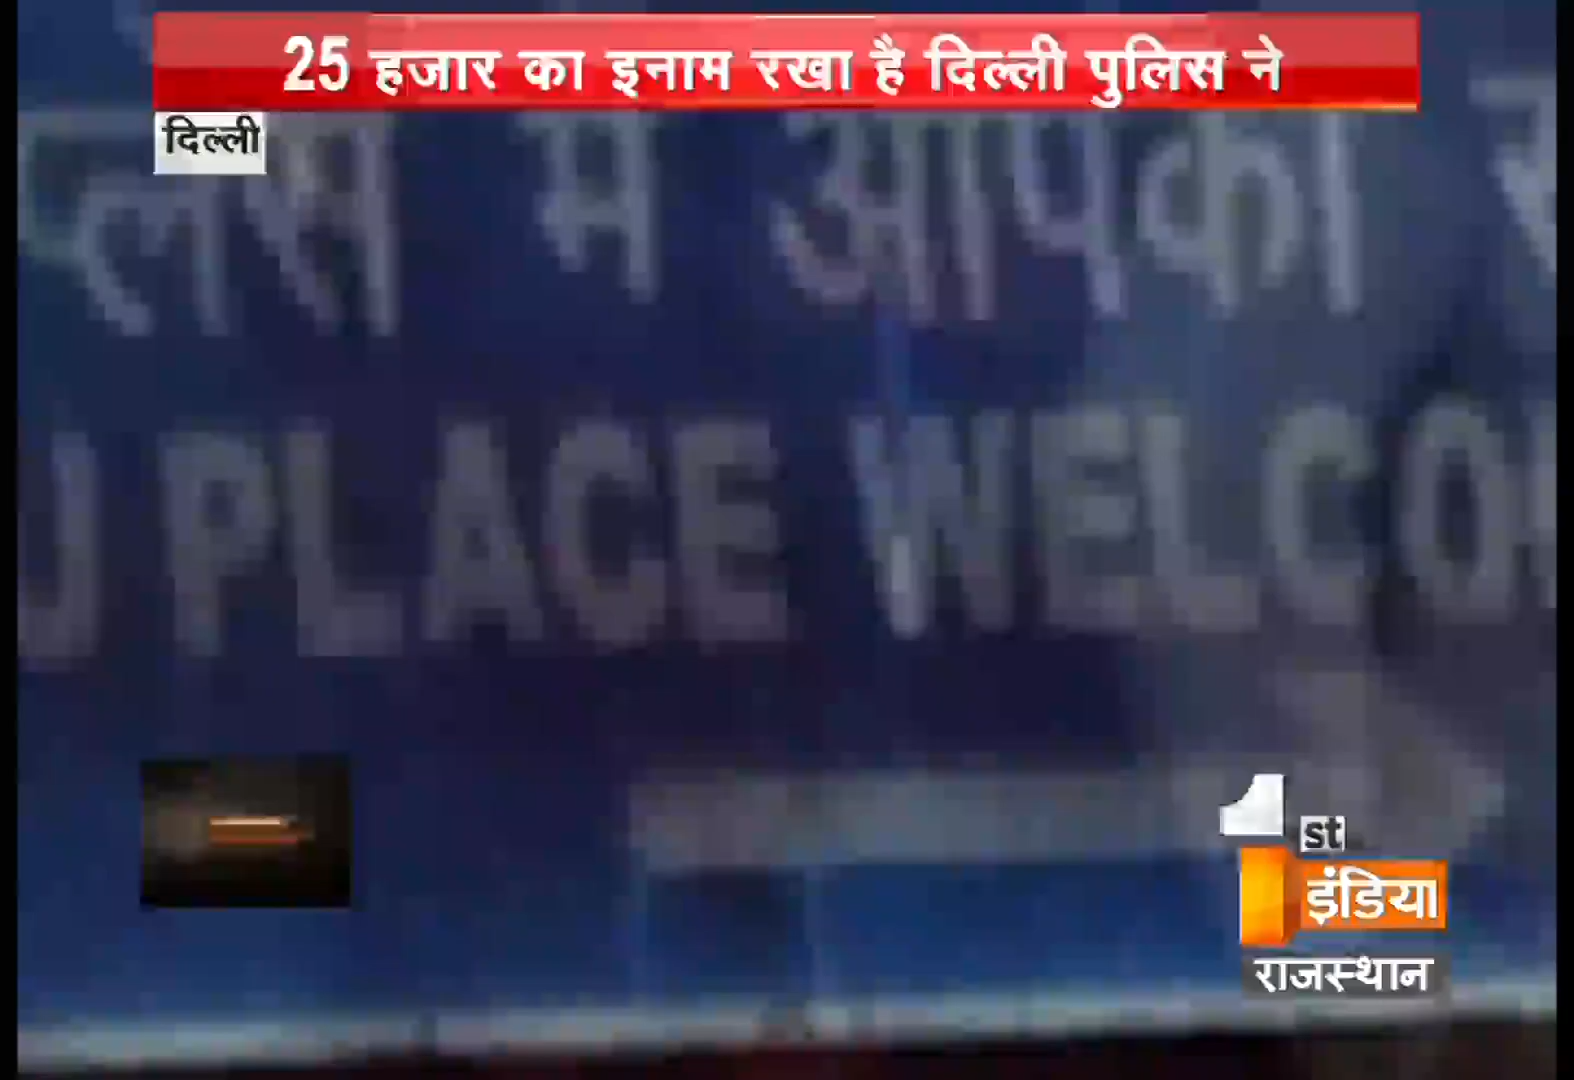 25 हजार का इनाम रखा है दिल्ली पुलिस ने
दिल्ली
में आपका
PLACE WELCO
1st
इंडिया
राजस्थान